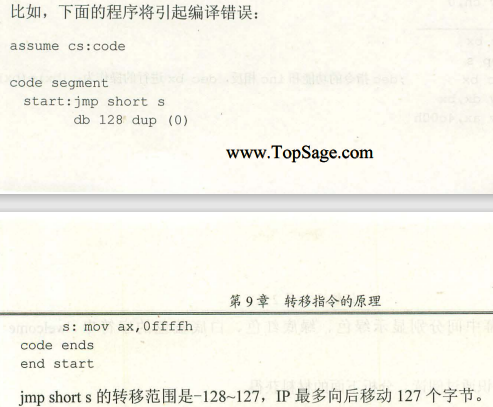 比如，下面的程序将引起编译错误：
assume cs:code
code segment
start:jmp short s
db 128 dup (0)
www.TopSage.com
第 9 章 转移指令的原理
s: mov ax,0ffffh
code ends
end start
jmp short s 的转移范围是-128~127，IP 最多向后移动 127 个字节。